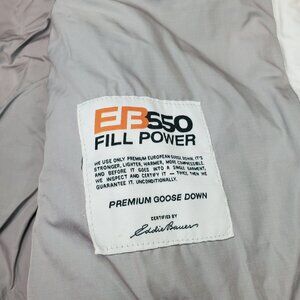 EB550
FILL POWER
WE USE ONLY PREMIUM EUROPEAN GOOSE DOWN. IT'S
STRONGER, LIGHTER, WARMER, MORE COMPRESSIBLE.
AND BEFORE IT GOES INTO A SINGLE GARMENT,
WE INSPECT AND CERTIFY IT — TWICE. THEN WE
GUARANTEE IT. UNCONDITIONALLY.
PREMIUM GOOSE DOWN
CERTIFIED BY
Eddie Bauer